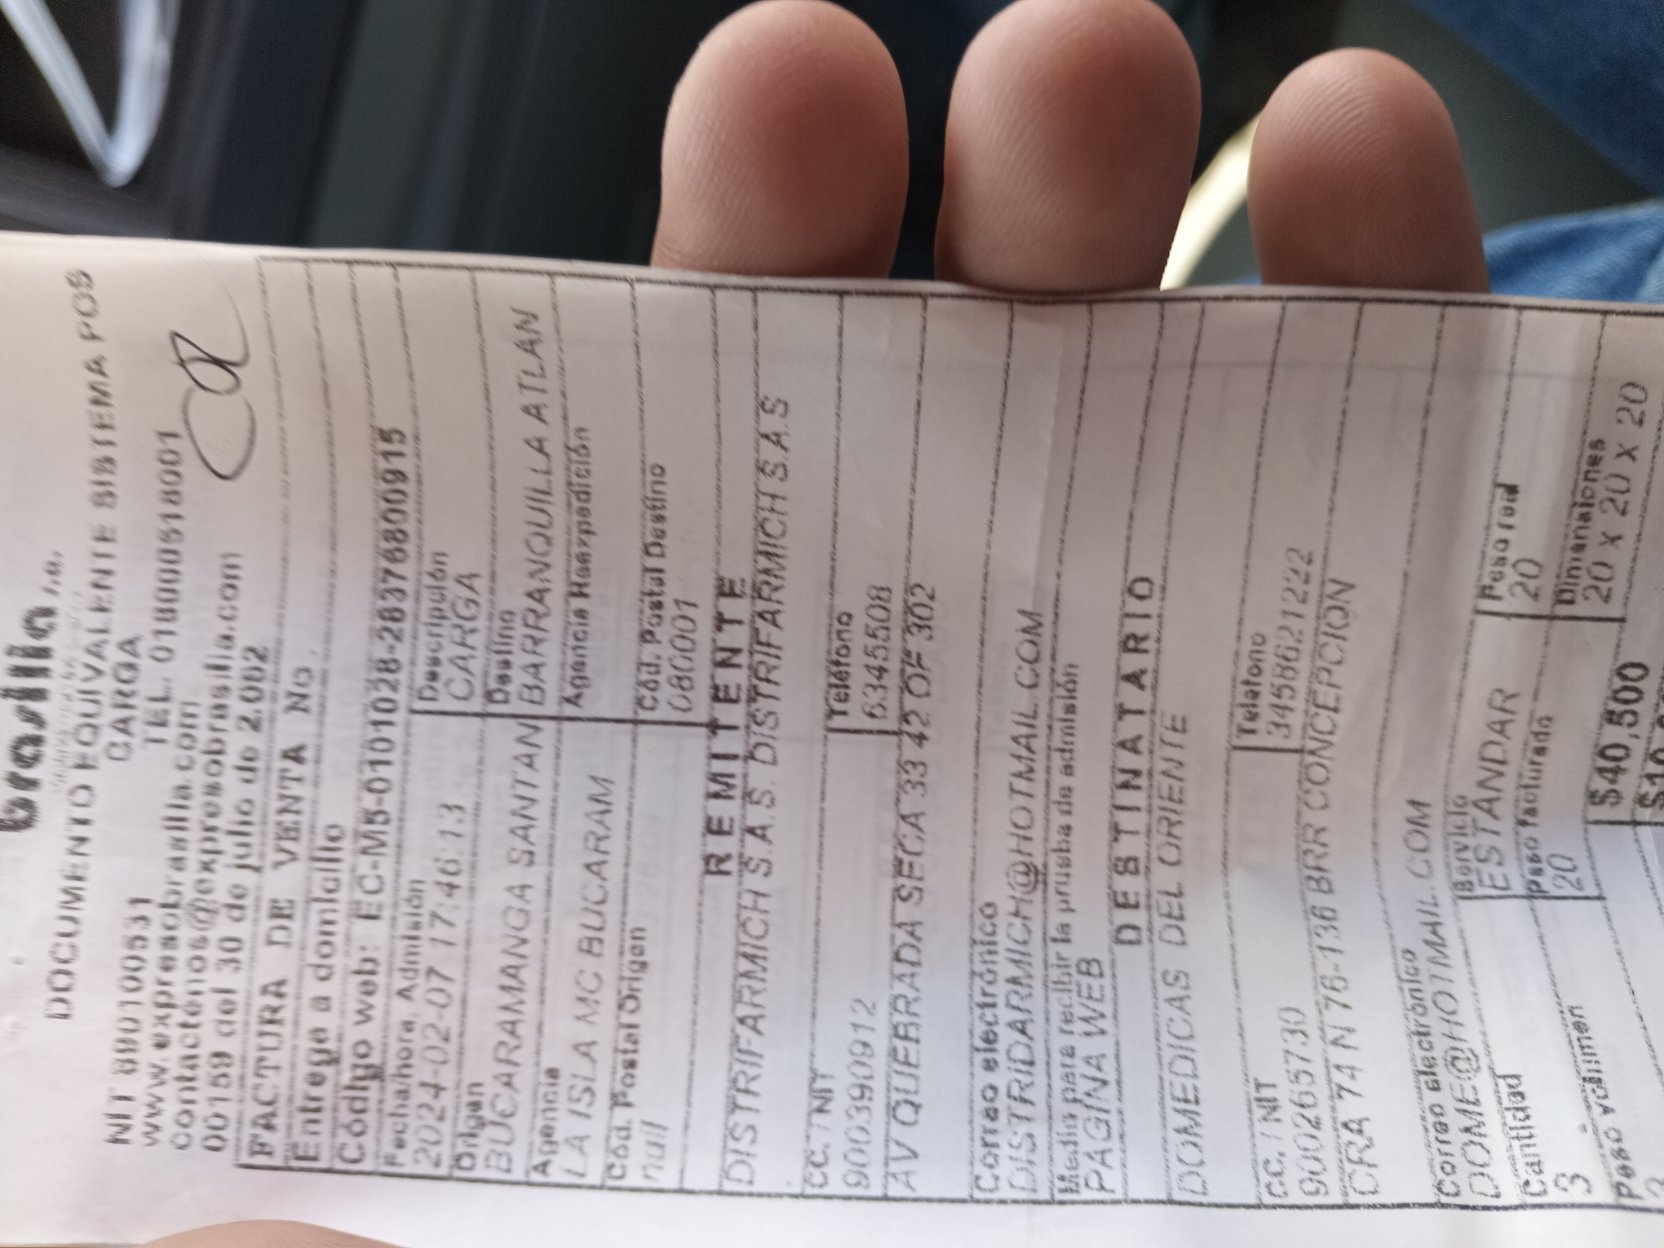 brasilia s.a.
DOCUMENTO EQUIVALENTE SISTEMA POS
CARGA
NIT 890100531 TEL. 018000518001
www.expresobrasilia.com
contactenos@expresobrasilia.com
00159 del 30 de julio de 2.002
FACTURA DE VENTA No.
Entrega a domicilio
Código web: EC-M5-0101028-2837680091 5
Fecha/hora. Admisión Descripción
2024-02-07 17:46:13 CARGA
Origen Destino
BUCARAMANGA SANTAN BARRANQUILLA ATLAN
Agencia Agencia Reexpedición
LA ISLA MC BUCARAM
Cód. Postal Origen Cód. Postal Destino
null 080001
REMITENTE
DISTRIFARMICH S.A.S. DISTRIFARMICH S.A.S
CC. / NIT Teléfono
900390912 6345508
AV QUEBRADA SECA 33 42 OF 302
Correo electrónico
DISTRIDARMICH@HOTMAIL.COM
Medio para recibir la prueba de admisión
PAGINA WEB
DESTINATARIO
DOMEDICAS DEL ORIENTE
CC. / NIT Teléfono
900265730 3458621222
CRA 74 N 76-136 BRR CONCEPCION
Correo electrónico
DOME@HOTMAIL.COM
Cantidad Servicio
3 ESTANDAR
Peso facturado Peso real
20 20
Peso volúmen Dimensiones
20 X 20 X 20
$40,500